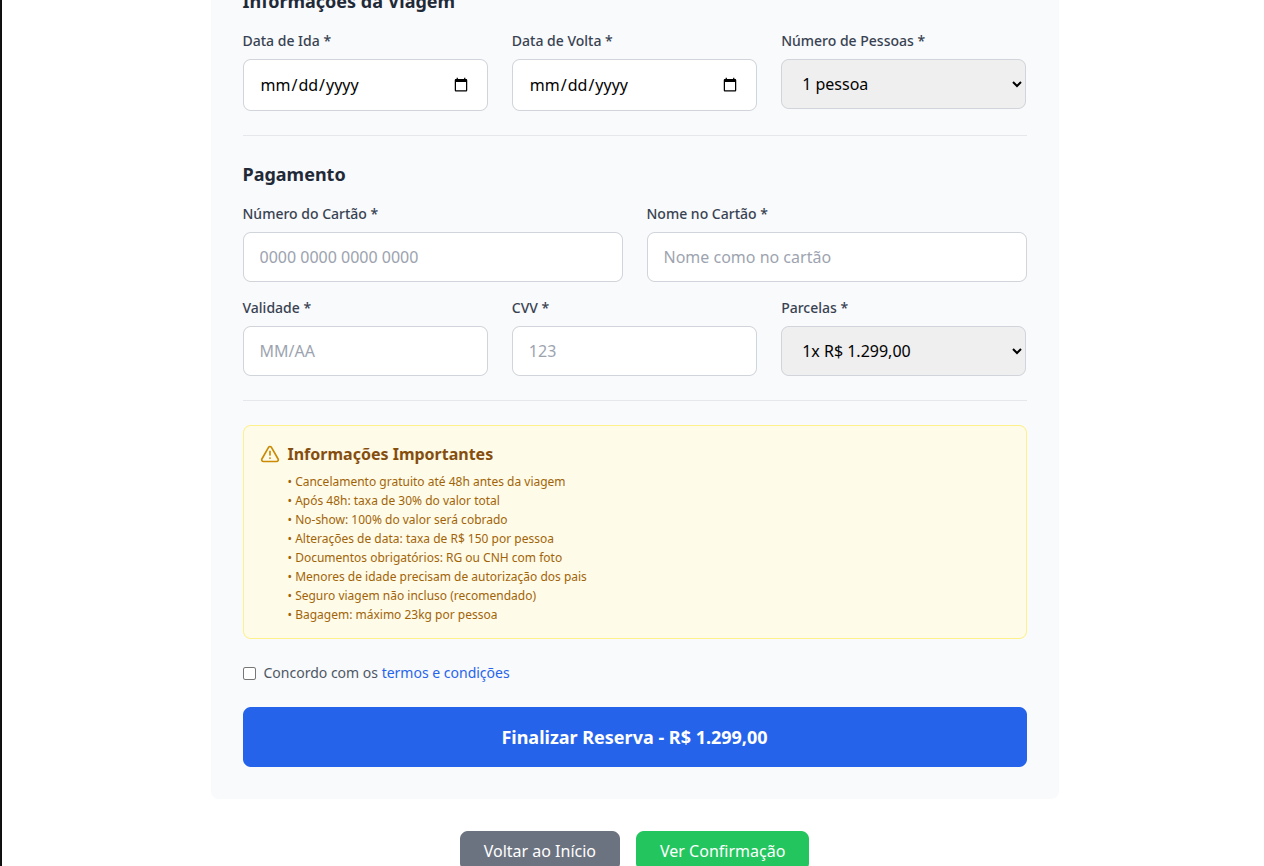 Informações da Viagem
Data de Ida * Data de Volta * Número de Pessoas *
mm/dd/yyyy mm/dd/yyyy 1 pessoa
Pagamento
Número do Cartão * Nome no Cartão *
0000 0000 0000 0000 Nome como no cartão
Validade * CVV * Parcelas *
MM/AA 123 1x R$ 1.299,00
Informações Importantes
• Cancelamento gratuito até 48h antes da viagem
• Após 48h: taxa de 30% do valor total
• No-show: 100% do valor será cobrado
• Alterações de data: taxa de R$ 150 por pessoa
• Documentos obrigatórios: RG ou CNH com foto
• Menores de idade precisam de autorização dos pais
• Seguro viagem não incluso (recomendado)
• Bagagem: máximo 23kg por pessoa
Concordo com os termos e condições
Finalizar Reserva - R$ 1.299,00
Voltar ao Início Ver Confirmação